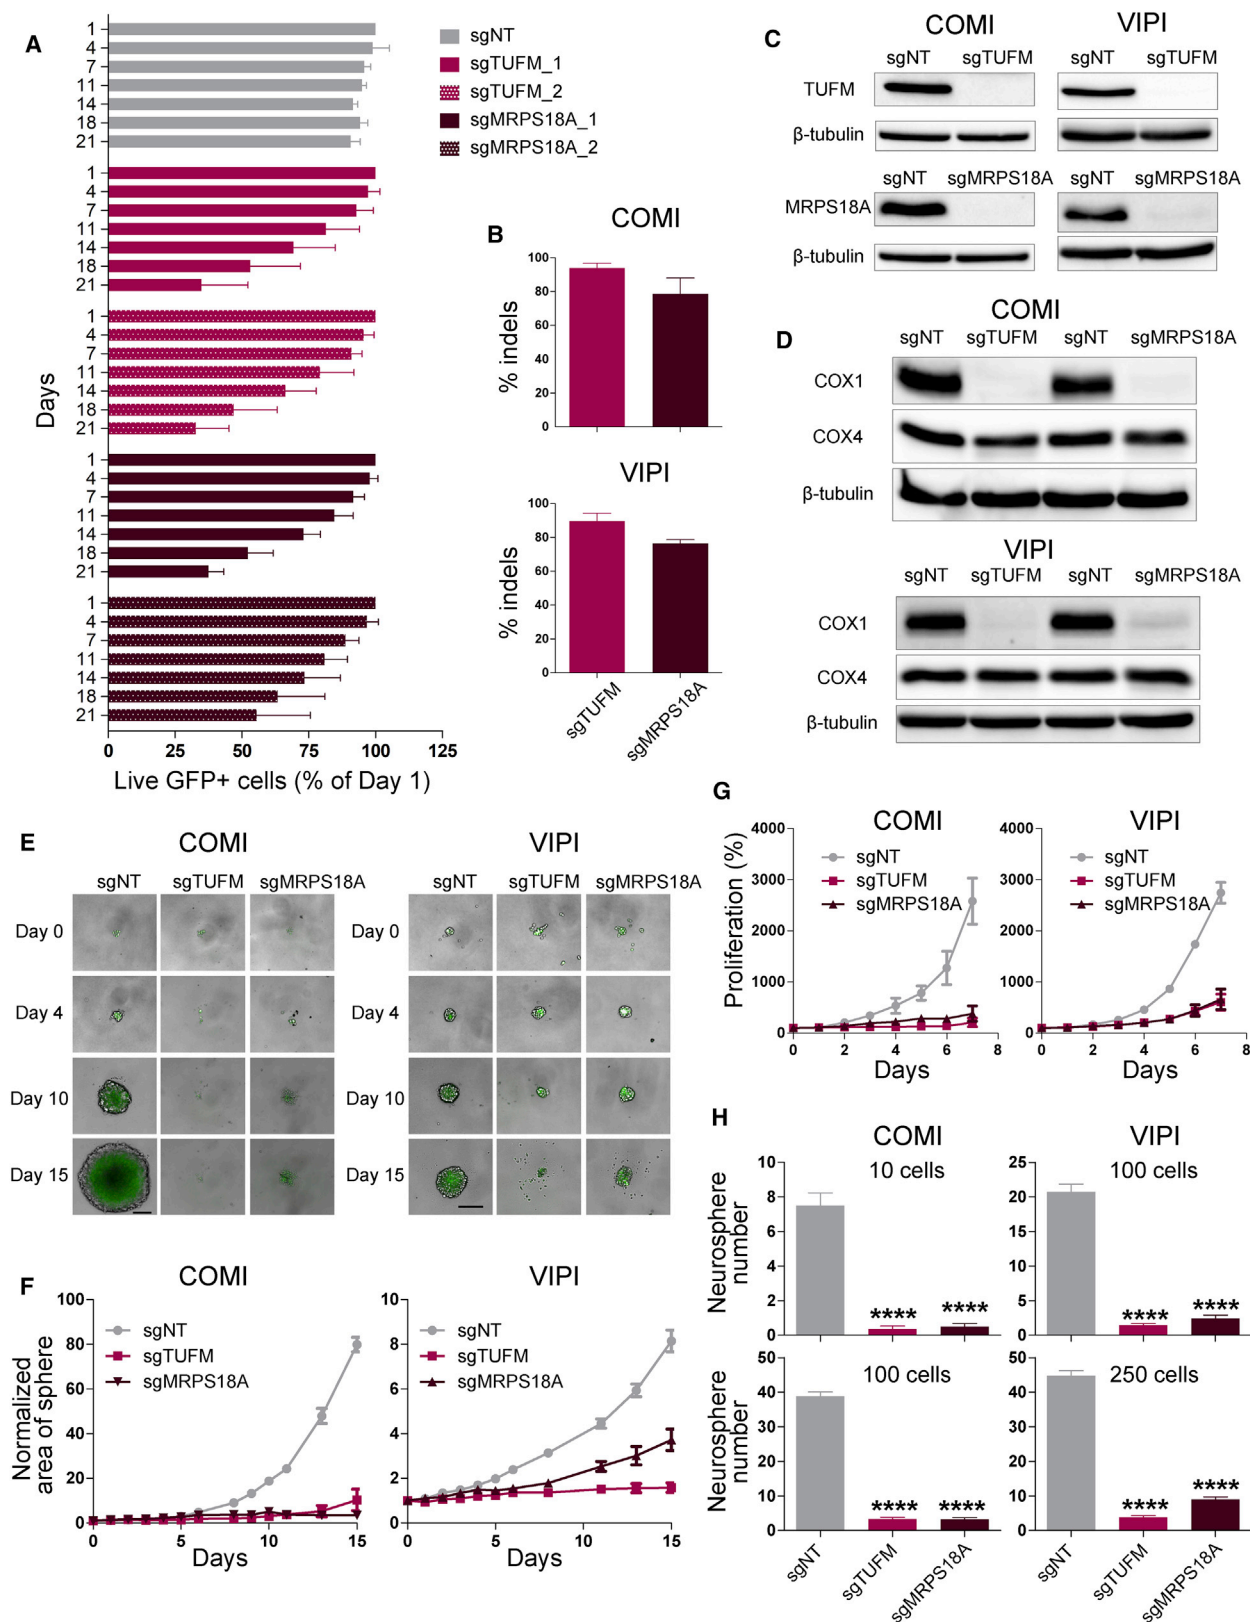 A
1
4
7
11
14
18
21
1
4
7
11
14
18
21
1
4
7
11
14
18
21
1
4
7
11
14
18
21
1
4
7
11
14
18
21
Days
0 25 50 75 100 125
Live GFP+ cells (% of Day 1)
sgNT
sgTUFM_1
sgTUFM_2
sgMRPS18A_1
sgMRPS18A_2
B
COMI
100
80
60
40
20
0
% indels
VIPI
100
80
60
40
20
0
% indels
sgTUFM sgMRPS18A
C
COMI VIPI
sgNT sgTUFM sgNT sgTUFM
TUFM
β-tubulin
sgNT sgMRPS18A sgNT sgMRPS18A
MRPS18A
β-tubulin
D
COMI
sgNT sgTUFM sgNT sgMRPS18A
COX1
COX4
β-tubulin
VIPI
sgNT sgTUFM sgNT sgMRPS18A
COX1
COX4
β-tubulin
E
COMI VIPI
sgNT sgTUFM sgMRPS18A sgNT sgTUFM sgMRPS18A
Day 0 Day 0
Day 4 Day 4
Day 10 Day 10
Day 15 Day 15
F
COMI
100
80
60
40
20
0
Normalized
area of sphere
sgNT
sgTUFM
sgMRPS18A
0 5 10 15
Days
VIPI
10
8
6
4
2
0
sgNT
sgTUFM
sgMRPS18A
0 5 10 15
Days
G
COMI
4000
3000
2000
1000
0
Proliferation (%)
sgNT
sgTUFM
sgMRPS18A
0 2 4 6 8
Days
VIPI
4000
3000
2000
1000
0
sgNT
sgTUFM
sgMRPS18A
0 2 4 6 8
Days
H
COMI VIPI
10 cells
10
8
6
4
2
0
Neurosphere
number
**** ****
100 cells
25
20
15
10
5
0
**** ****
100 cells
50
40
30
20
10
0
Neurosphere
number
**** ****
sgNT sgTUFM sgMRPS18A
250 cells
50
40
30
20
10
0
**** ****
sgNT sgTUFM sgMRPS18A